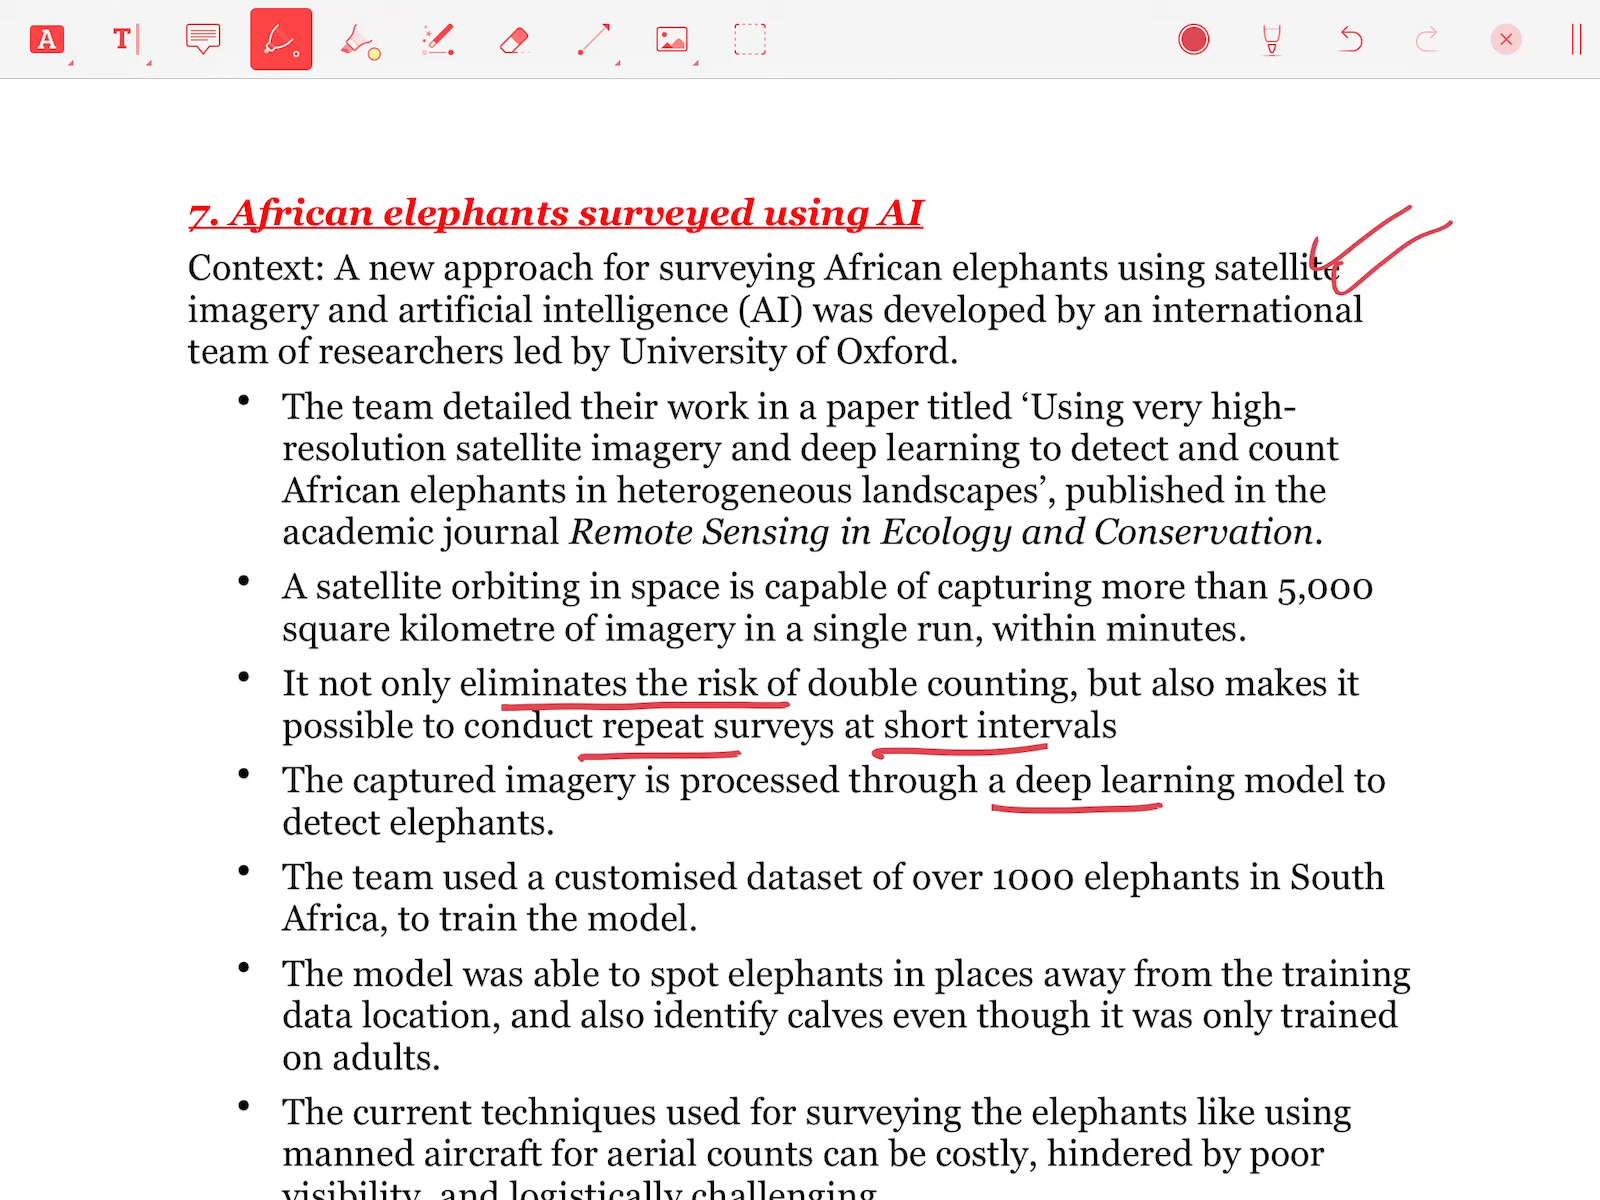 A
T
7. African elephants surveyed using AI
Context: A new approach for surveying African elephants using satellite
imagery and artificial intelligence (AI) was developed by an international
team of researchers led by University of Oxford.
• The team detailed their work in a paper titled ‘Using very high-
resolution satellite imagery and deep learning to detect and count
African elephants in heterogeneous landscapes’, published in the
academic journal Remote Sensing in Ecology and Conservation.
• A satellite orbiting in space is capable of capturing more than 5,000
square kilometre of imagery in a single run, within minutes.
• It not only eliminates the risk of double counting, but also makes it
possible to conduct repeat surveys at short intervals
• The captured imagery is processed through a deep learning model to
detect elephants.
• The team used a customised dataset of over 1000 elephants in South
Africa, to train the model.
• The model was able to spot elephants in places away from the training
data location, and also identify calves even though it was only trained
on adults.
• The current techniques used for surveying the elephants like using
manned aircraft for aerial counts can be costly, hindered by poor
visibility, and logistically challenging